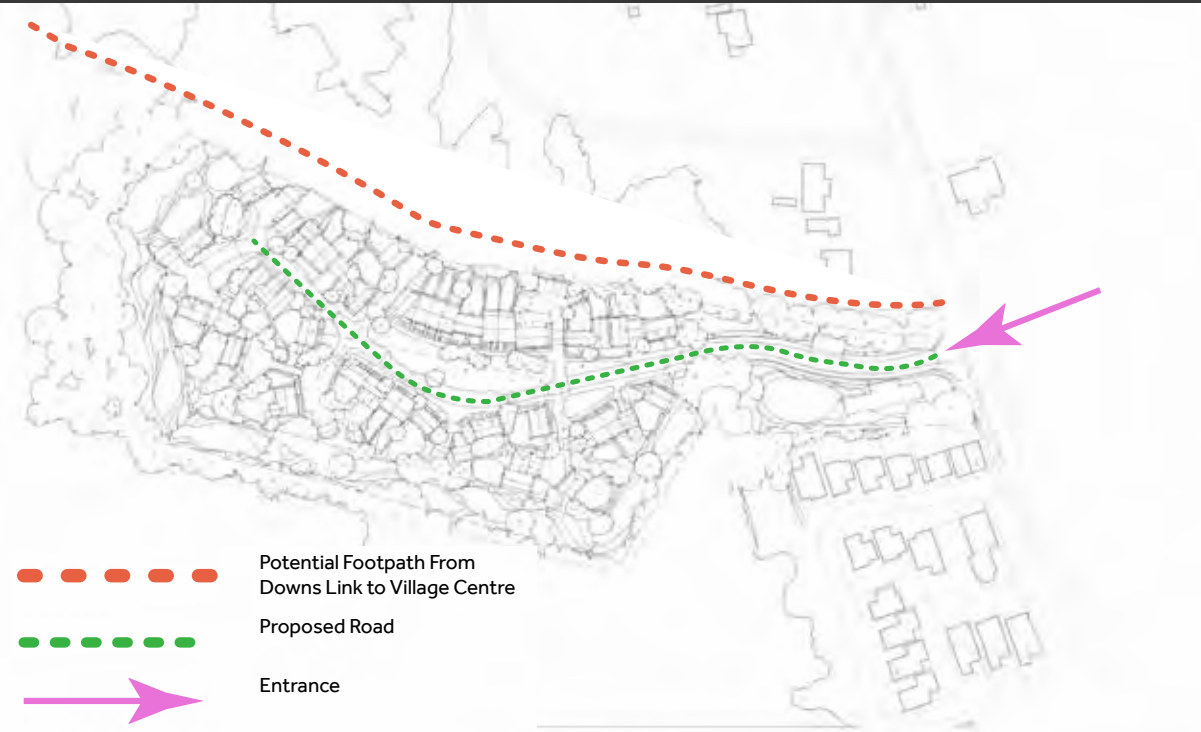 Potential Footpath From
Downs Link to Village Centre
Proposed Road
Entrance